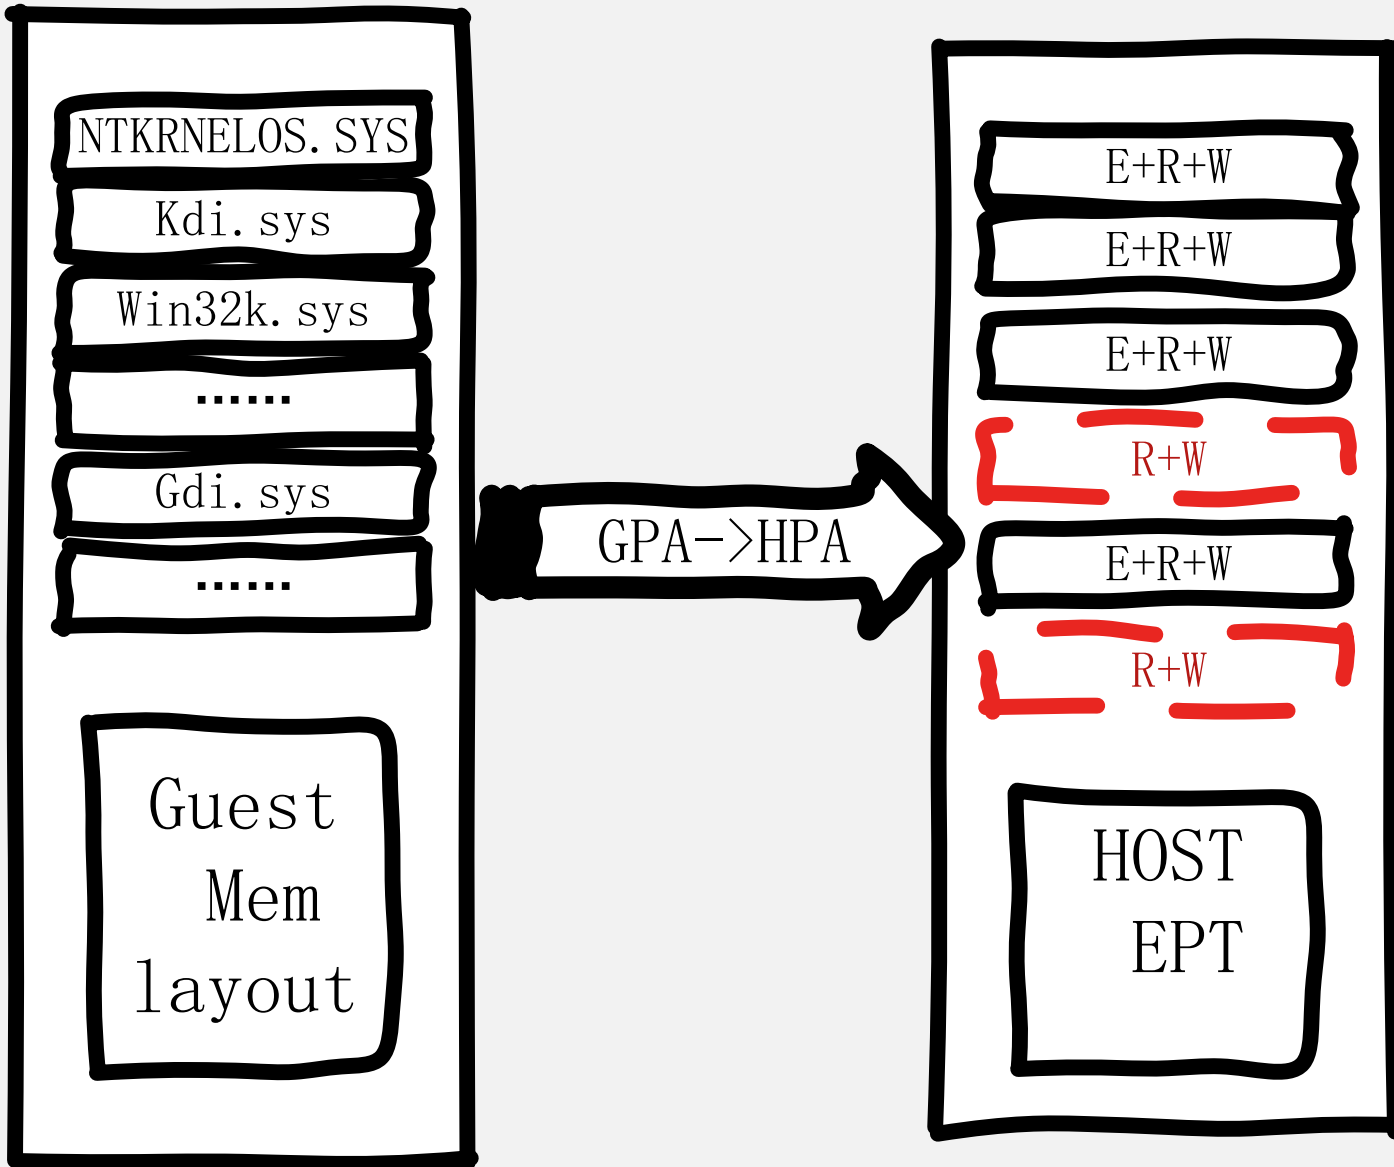 NTKRNELOS.SYS
Kdi.sys
Win32k.sys
......
Gdi.sys
......
Guest
Mem
layout
GPA->HPA
E+R+W
E+R+W
E+R+W
R+W
E+R+W
R+W
HOST
EPT